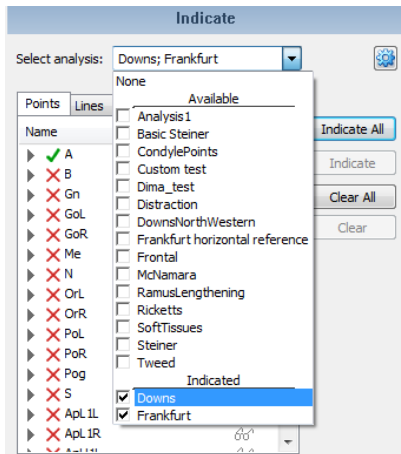 Indicate
Select analysis: Downs; Frankfurt
None
Available
Analysis1
Basic Steiner
CondylePoints
Custom test
Dima_test
Distraction
DownsNorthWestern
Frankfurt horizontal reference
Frontal
McNamara
RamusLengthening
Ricketts
SoftTissues
Steiner
Tweed
Indicated
Downs
Frankfurt
Points Lines
Name
A
B
Gn
GoL
GoR
Me
N
OrL
OrR
PoL
PoR
Pog
S
ApL1L
ApL1R
Indicate All
Indicate
Clear All
Clear